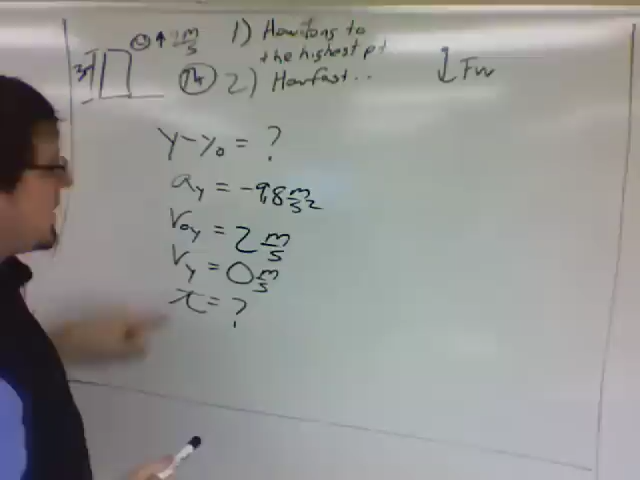 ↑ 2 m/s
1) How long to the highest pt
2) How fast..
Fw
y-y₀ = ?
a_y = -9.8 m/s²
v_oy = 2 m/s
v_y = 0 m/s
= ?